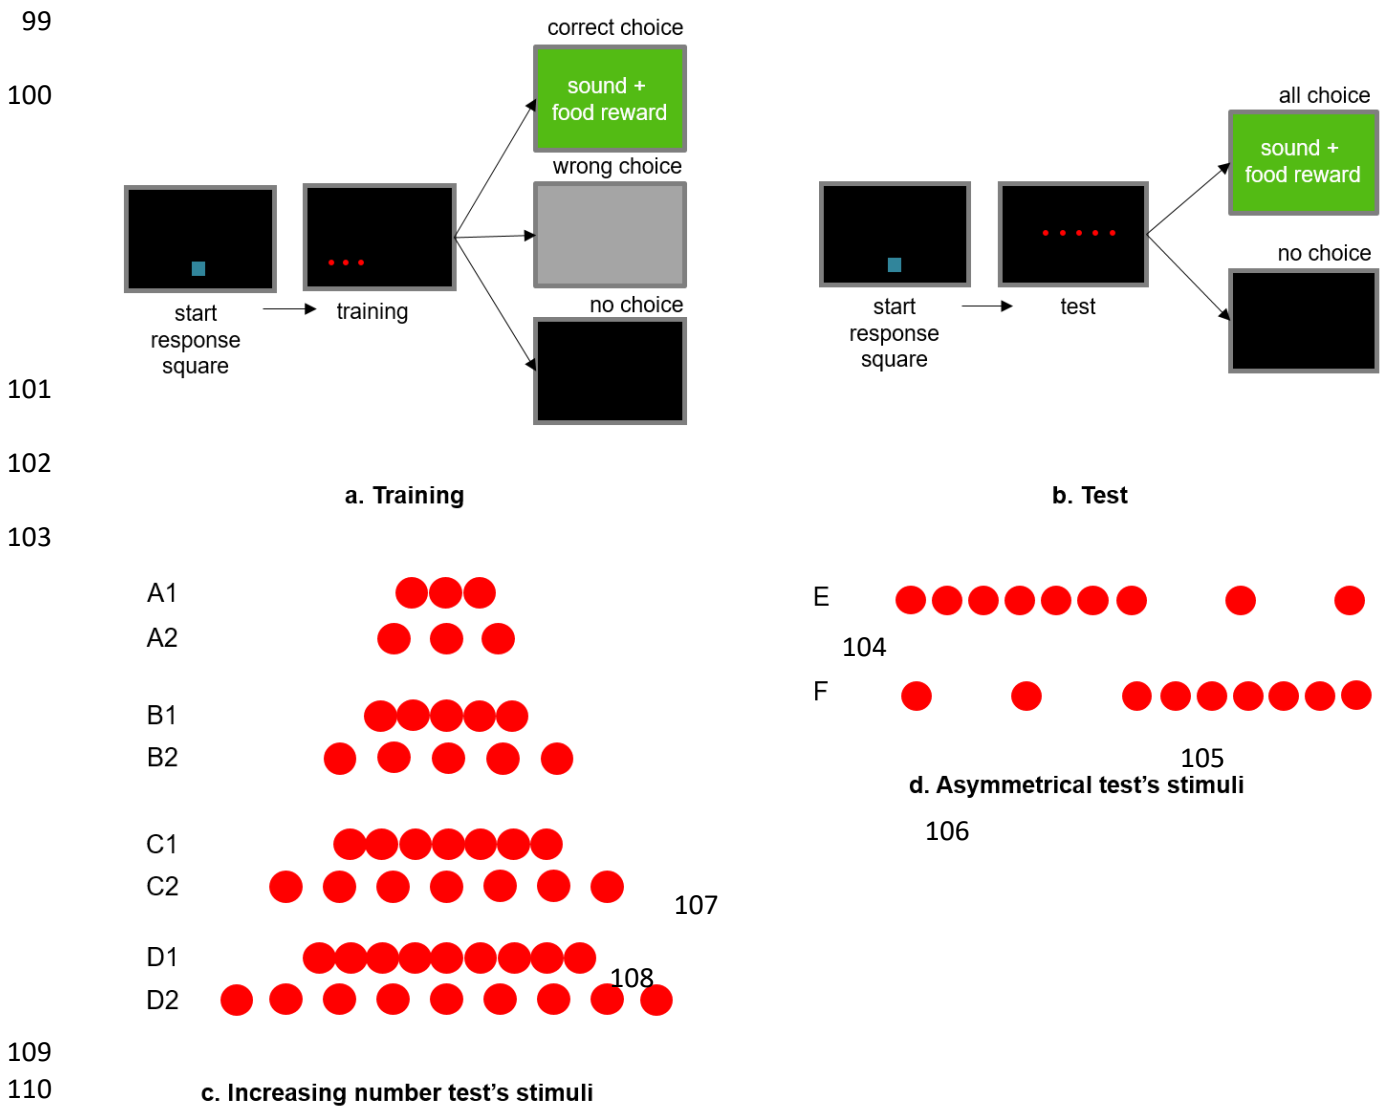 99
correct choice
100
sound +
food reward
all choice
sound +
food reward
wrong choice
no choice
no choice
start
response
square
training
start
response
square
test
101
102
a. Training
b. Test
103
A1
A2
B1
B2
C1
C2
D1
D2
E
104
F
105
d. Asymmetrical test's stimuli
106
107
108
109
110
c. Increasing number test's stimuli